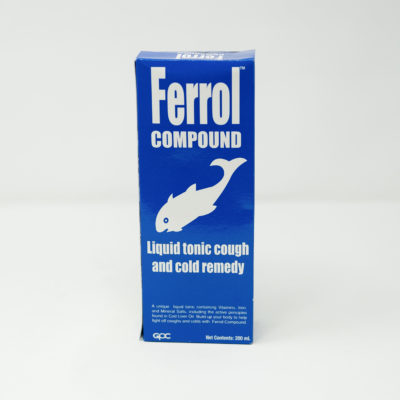 Ferrol™
COMPOUND
Liquid tonic cough
and cold remedy
A unique liquid tonic containing Vitamins, Iron
and Mineral Salts, including the active principles
found in Cod Liver Oil. Build up your body to help
fight off coughs and colds with Ferrol Compound.
GPC
Net Contents: 200 mL